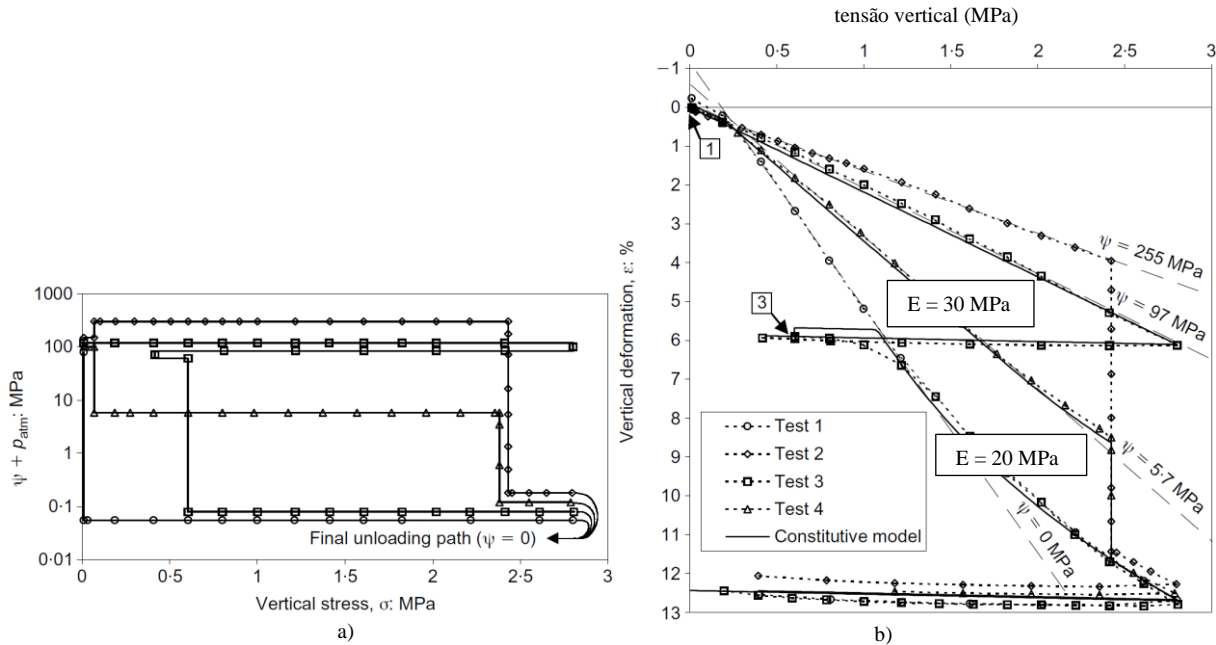 1000
100
10
1
0·1
0·01
ψ + patm: MPa
Final unloading path (ψ = 0)
0
0·5
1
1·5
2
2·5
3
Vertical stress, σ: MPa
a)
tensão vertical (MPa)
0
0·5
1
1·5
2
2·5
3
−1
0
1
2
3
4
5
6
7
8
9
10
11
12
13
Vertical deformation, ε: %
1
3
ψ = 255 MPa
ψ = 97 MPa
E = 30 MPa
E = 20 MPa
ψ = 5·7 MPa
ψ = 0 MPa
Test 1
Test 2
Test 3
Test 4
Constitutive model
b)